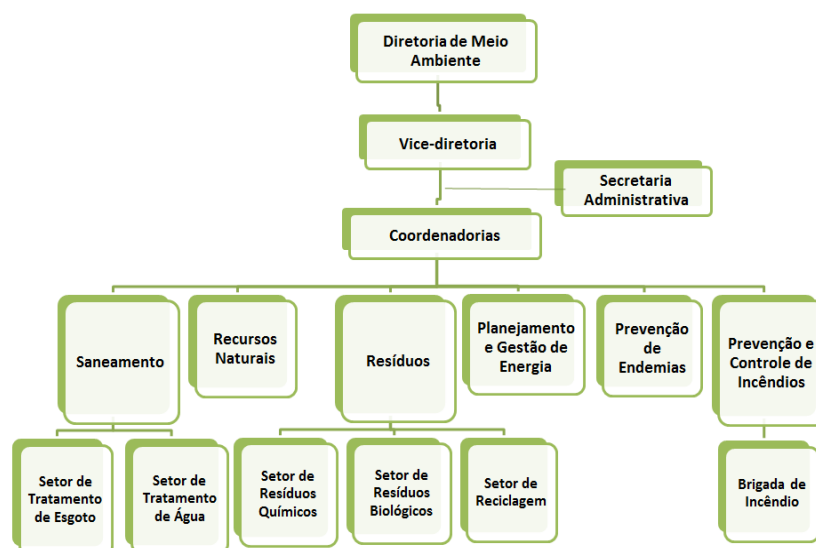 Diretoria de Meio
Ambiente
Vice-diretoria
Secretaria
Administrativa
Coordenadorias
Saneamento
Recursos
Naturais
Resíduos
Planejamento
e Gestão de
Energia
Prevenção
de
Endemias
Prevenção e
Controle de
Incêndios
Setor de
Tratamento
de Esgoto
Setor de
Tratamento
de Água
Setor de
Resíduos
Químicos
Setor de
Resíduos
Biológicos
Setor de
Reciclagem
Brigada de
Incêndio